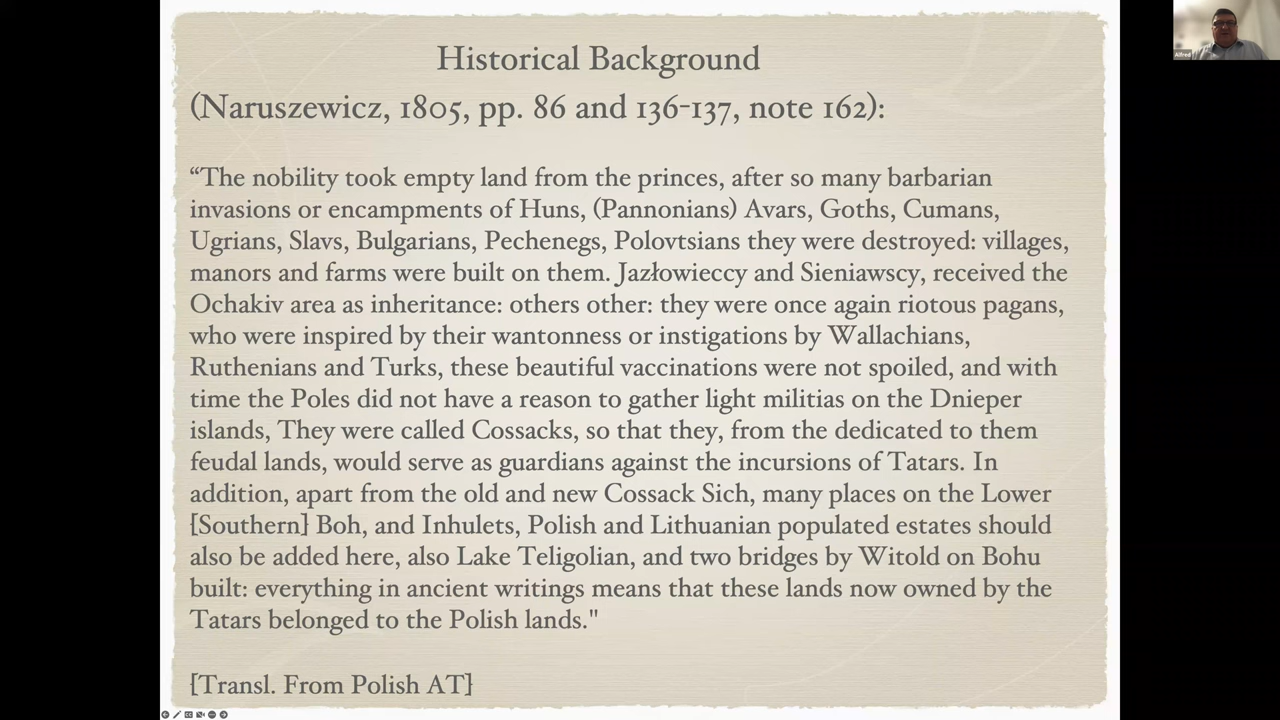 Historical Background
(Naruszewicz, 1805, pp. 86 and 136-137, note 162):
“The nobility took empty land from the princes, after so many barbarian
invasions or encampments of Huns, (Pannonians) Avars, Goths, Cumans,
Ugrians, Slavs, Bulgarians, Pechenegs, Polovtsians they were destroyed: villages,
manors and farms were built on them. Jazłowieccy and Sieniawscy, received the
Ochakiv area as inheritance: others other: they were once again riotous pagans,
who were inspired by their wantonness or instigations by Wallachians,
Ruthenians and Turks, these beautiful vaccinations were not spoiled, and with
time the Poles did not have a reason to gather light militias on the Dnieper
islands, They were called Cossacks, so that they, from the dedicated to them
feudal lands, would serve as guardians against the incursions of Tatars. In
addition, apart from the old and new Cossack Sich, many places on the Lower
[Southern] Boh, and Inhulets, Polish and Lithuanian populated estates should
also be added here, also Lake Teligolian, and two bridges by Witold on Bohu
built: everything in ancient writings means that these lands now owned by the
Tatars belonged to the Polish lands."
[Transl. From Polish AT]
Alfred